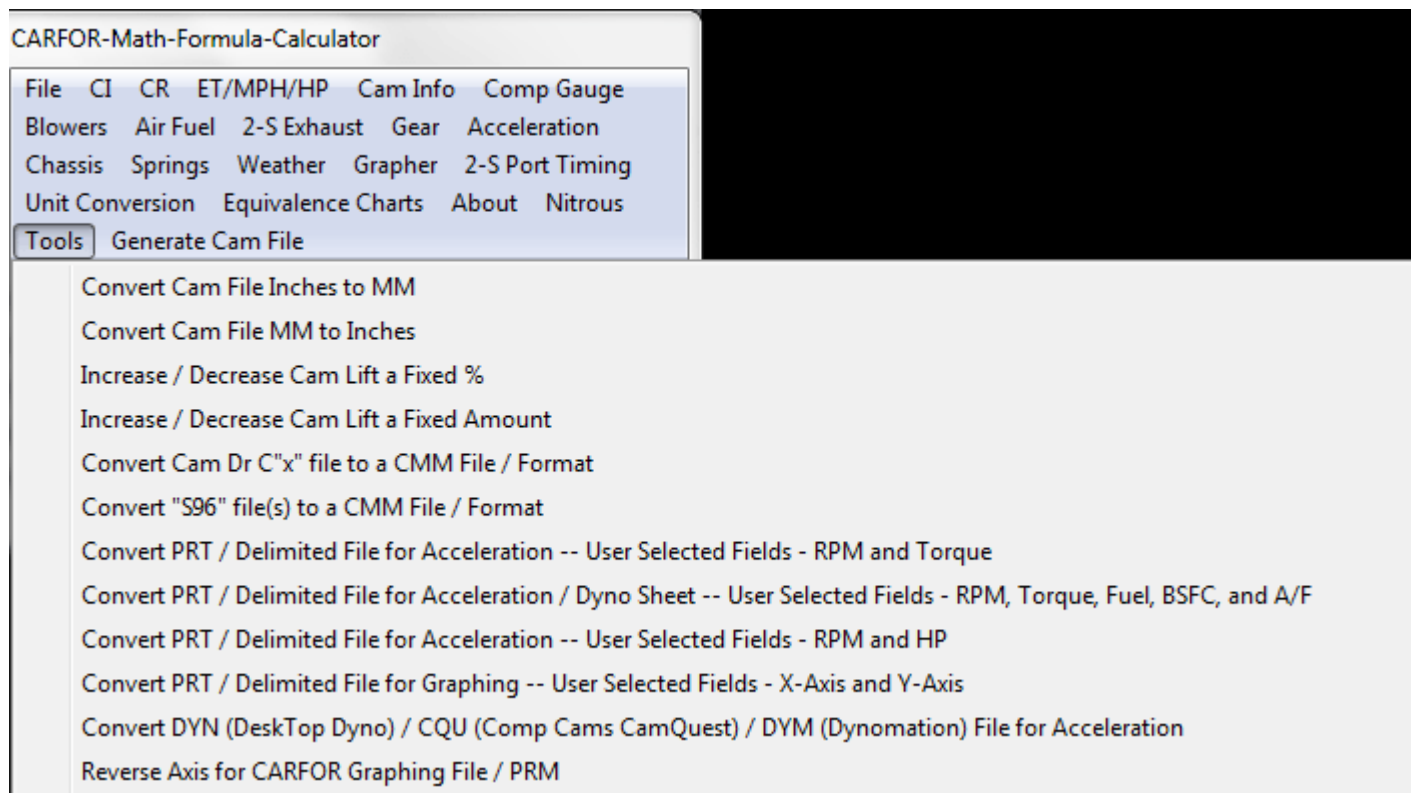 CARFOR-Math-Formula-Calculator
File CI CR ET/MPH/HP Cam Info Comp Gauge
Blowers Air Fuel 2-S Exhaust Gear Acceleration
Chassis Springs Weather Grapher 2-S Port Timing
Unit Conversion Equivalence Charts About Nitrous
Tools Generate Cam File
Convert Cam File Inches to MM
Convert Cam File MM to Inches
Increase / Decrease Cam Lift a Fixed %
Increase / Decrease Cam Lift a Fixed Amount
Convert Cam Dr C"x" file to a CMM File / Format
Convert "S96" file(s) to a CMM File / Format
Convert PRT / Delimited File for Acceleration -- User Selected Fields - RPM and Torque
Convert PRT / Delimited File for Acceleration / Dyno Sheet -- User Selected Fields - RPM, Torque, Fuel, BSFC, and A/F
Convert PRT / Delimited File for Acceleration -- User Selected Fields - RPM and HP
Convert PRT / Delimited File for Graphing -- User Selected Fields - X-Axis and Y-Axis
Convert DYN (DeskTop Dyno) / CQU (Comp Cams CamQuest) / DYM (Dynomation) File for Acceleration
Reverse Axis for CARFOR Graphing File / PRM